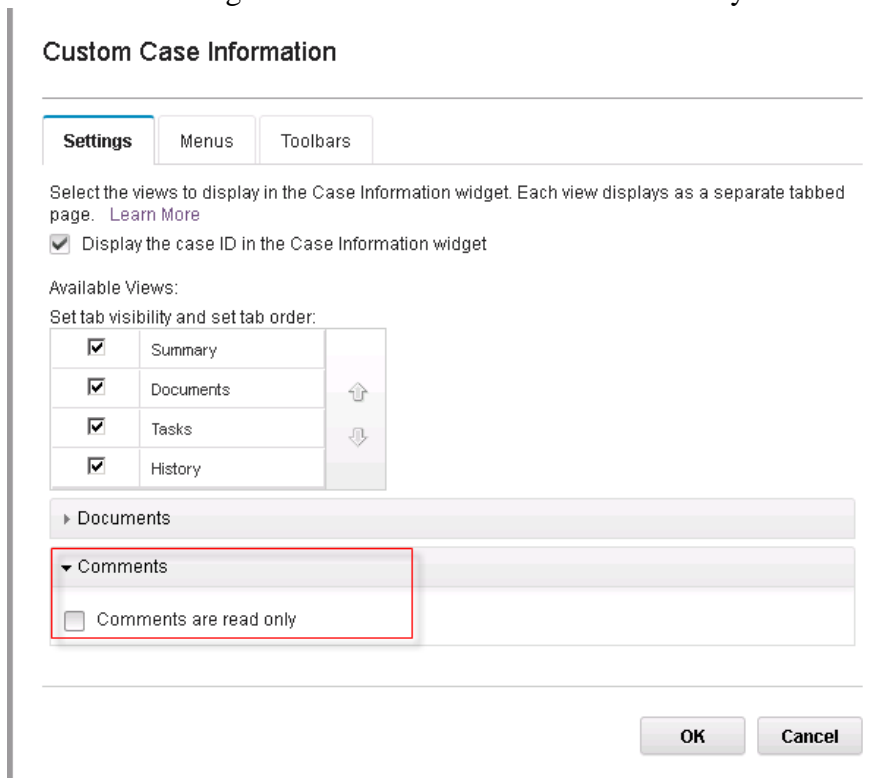 Custom Case Information
Settings Menus Toolbars
Select the views to display in the Case Information widget. Each view displays as a separate tabbed
page. Learn More
Display the case ID in the Case Information widget
Available Views:
Set tab visibility and set tab order:
Summary
Documents
Tasks
History
Documents
Comments
Comments are read only
OK Cancel